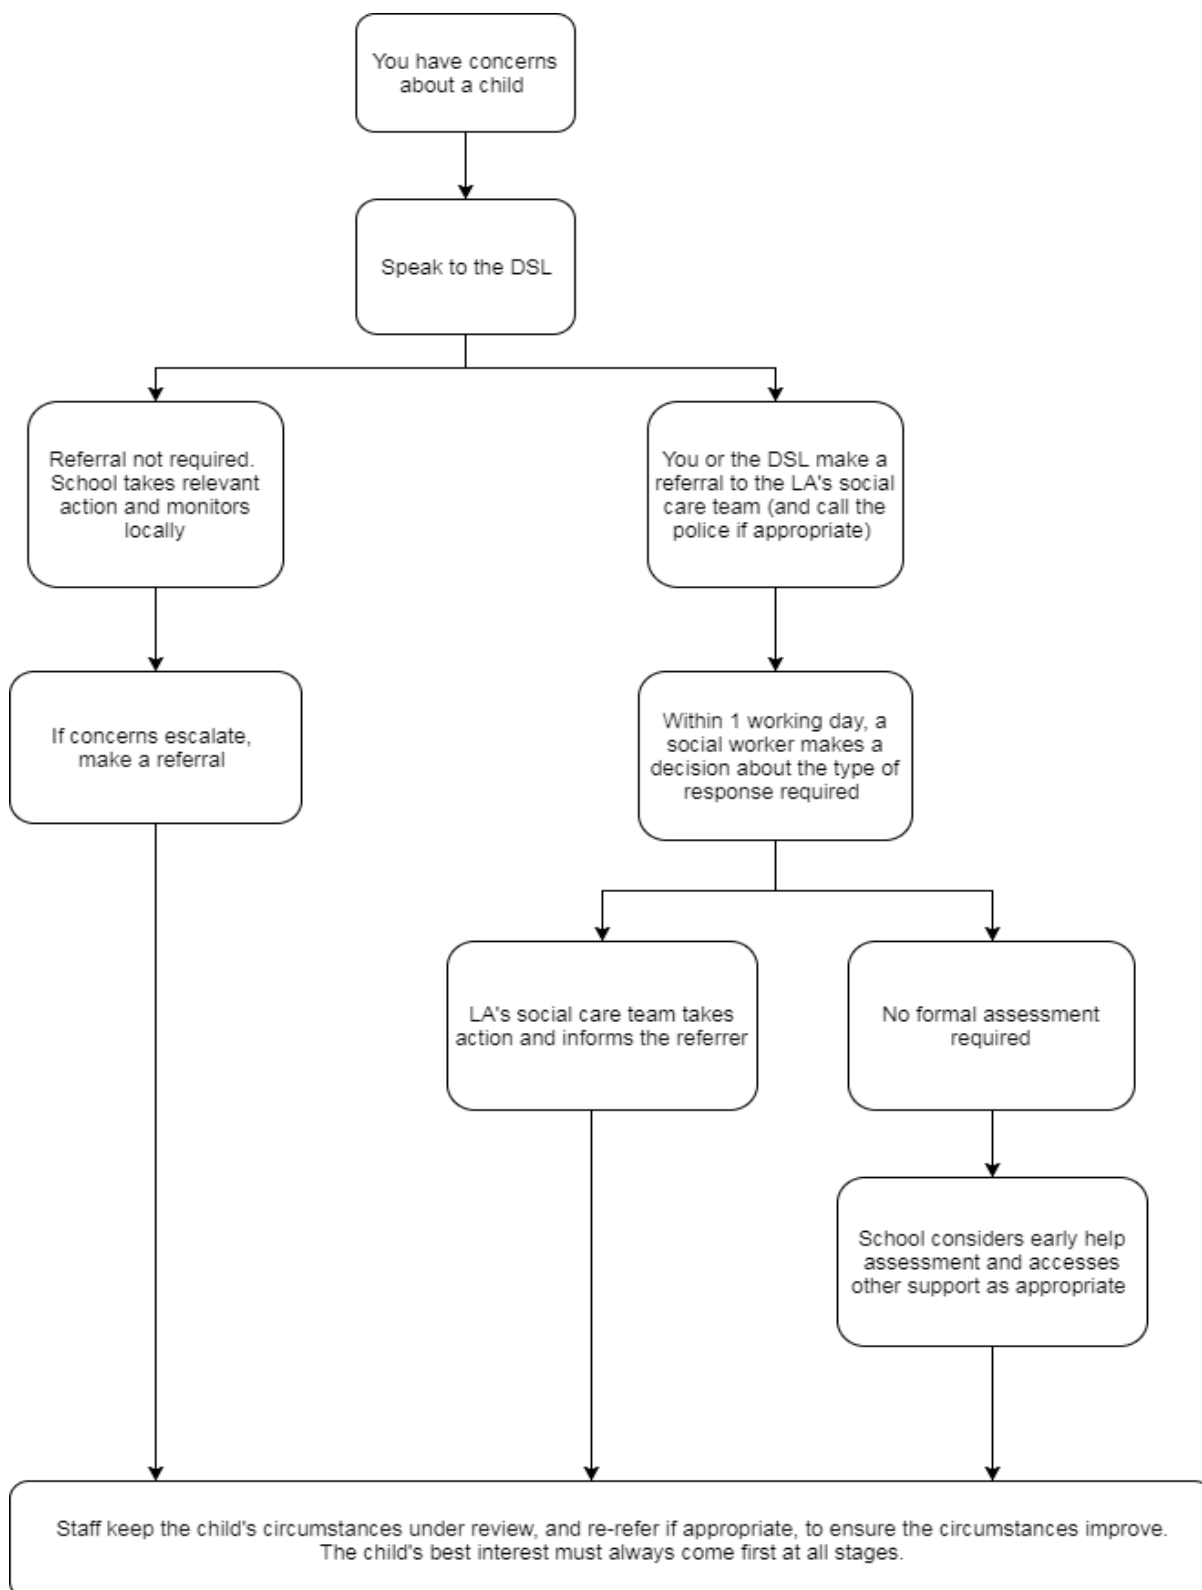 You have concerns
about a child
Speak to the DSL
Referral not required.
School takes relevant
action and monitors
locally
You or the DSL make a
referral to the LA's social
care team (and call the
police if appropriate)
If concerns escalate,
make a referral
Within 1 working day, a
social worker makes a
decision about the type of
response required
LA's social care team takes
action and informs the referrer
No formal assessment
required
School considers early help
assessment and accesses
other support as appropriate
Staff keep the child's circumstances under review, and re-refer if appropriate, to ensure the circumstances improve.
The child's best interest must always come first at all stages.